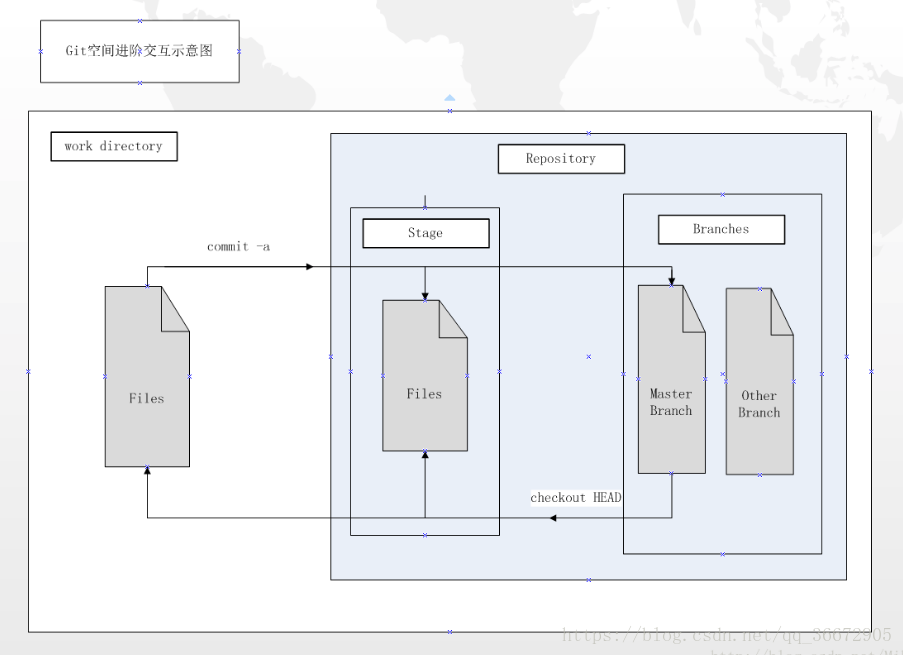 Git空间进阶交互示意图
work directory
Repository
Stage
Branches
commit -a
Files
Files
Master
Branch
Other
Branch
checkout HEAD
https://blog.csdn.net/qq_36672905